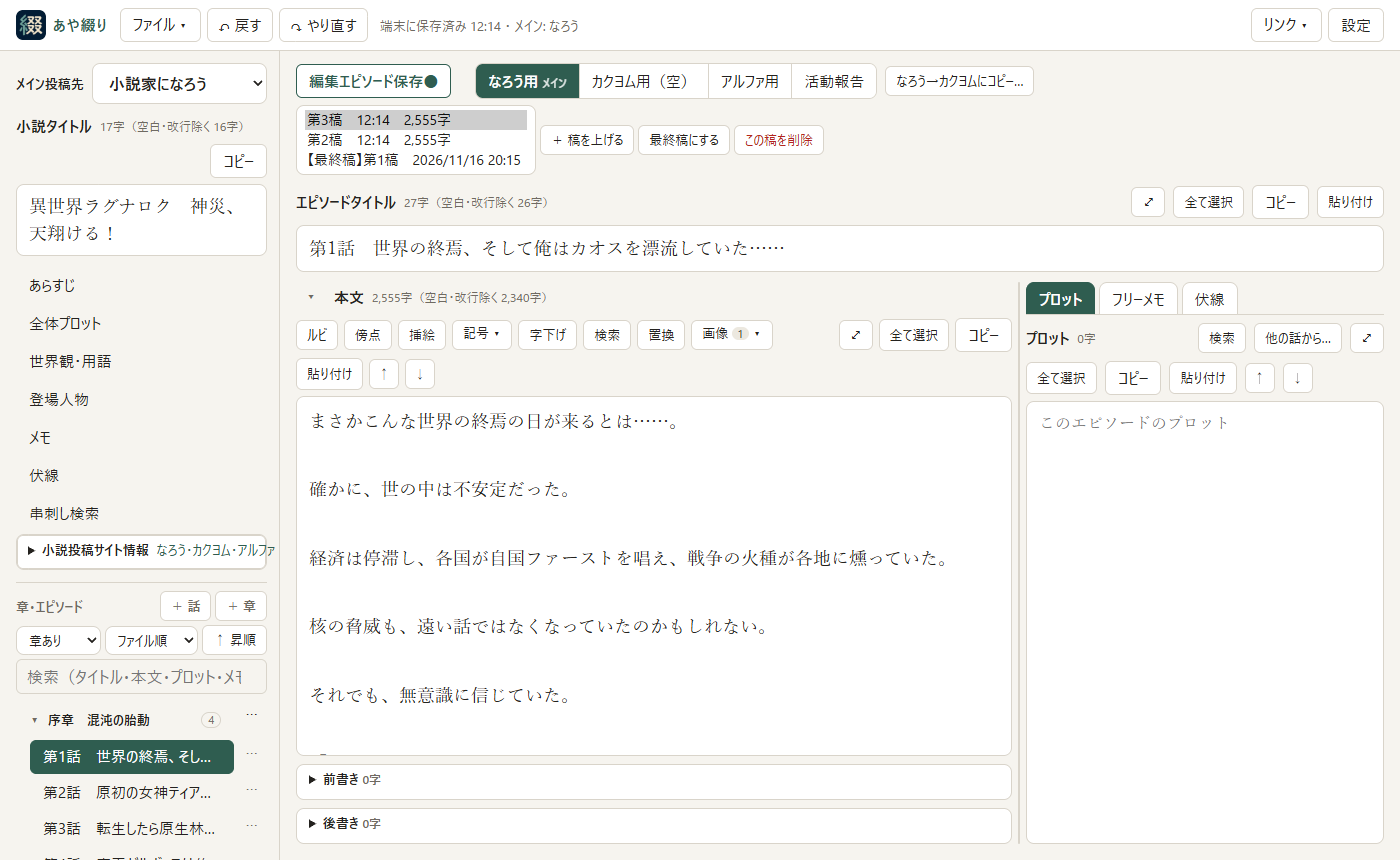 綴 あや綴り ファイル ▾ ↶ 戻す ↷ やり直す 端末に保存済み 12:14・メイン: なろう リンク ▾ 設定
メイン投稿先 小説家になろう
小説タイトル 17字（空白・改行除く16字）
コピー
異世界ラグナロク　神災、
天翔ける！
あらすじ
全体プロット
世界観・用語
登場人物
メモ
伏線
串刺し検索
▶ 小説投稿サイト情報 なろう・カクヨム・アルファ
章・エピソード ＋ 話 ＋ 章
章あり ファイル順 ↑ 昇順
検索（タイトル・本文・プロット・メモ
▾ 序章　混沌の胎動 4 …
第1話　世界の終焉、そし... …
第2話　原初の女神ティア... …
第3話　転生したら原生林... …
編集エピソード保存● なろう用 メイン カクヨム用（空） アルファ用 活動報告 なろう→カクヨムにコピー...
第3稿　12:14　2,555字
第2稿　12:14　2,555字
【最終稿】第1稿　2026/11/16 20:15
＋ 稿を上げる 最終稿にする この稿を削除
エピソードタイトル 27字（空白・改行除く26字） ⤢ 全て選択 コピー 貼り付け
第1話　世界の終焉、そして俺はカオスを漂流していた……
▾ 本文 2,555字（空白・改行除く2,340字）
ルビ 傍点 挿絵 記号 ▾ 字下げ 検索 置換 画像 1 ▾ ⤢ 全て選択 コピー
貼り付け ↑ ↓
まさかこんな世界の終焉の日が来るとは……。
確かに、世の中は不安定だった。
経済は停滞し、各国が自国ファーストを唱え、戦争の火種が各地に燻っていた。
核の脅威も、遠い話ではなくなっていたのかもしれない。
それでも、無意識に信じていた。
▶ 前書き 0字
▶ 後書き 0字
プロット フリーメモ 伏線
プロット 0字 検索 他の話から... ⤢
全て選択 コピー 貼り付け ↑ ↓
このエピソードのプロット